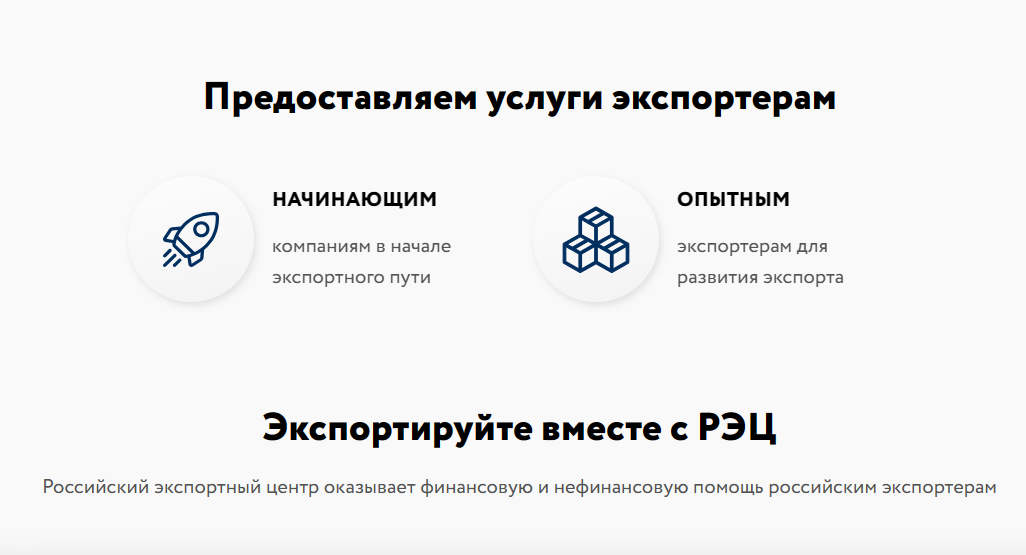 Предоставляем услуги экспортерам
НАЧИНАЮЩИМ
компаниям в начале
экспортного пути
ОПЫТНЫМ
экспортерам для
развития экспорта
Экспортируйте вместе с РЭЦ
Российский экспортный центр оказывает финансовую и нефинансовую помощь российским экспортерам